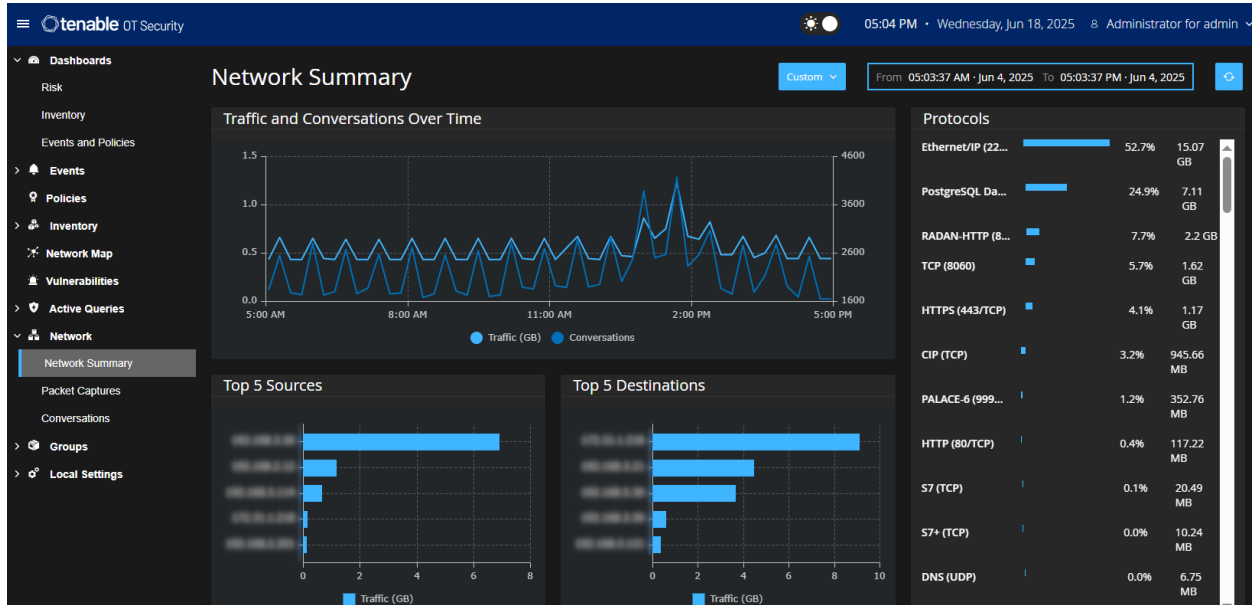 tenable OT Security
05:04 PM • Wednesday, Jun 18, 2025 Administrator for admin
Dashboards
Risk
Inventory
Events and Policies
Events
Policies
Inventory
Network Map
Vulnerabilities
Active Queries
Network
Network Summary
Packet Captures
Conversations
Groups
Local Settings
Network Summary
Custom
From 05:03:37 AM · Jun 4, 2025 To 05:03:37 PM · Jun 4, 2025
Traffic and Conversations Over Time
1.5
1.0
0.5
0.0
4600
3600
2600
1600
5:00 AM 8:00 AM 11:00 AM 2:00 PM 5:00 PM
Traffic (GB) Conversations
Top 5 Sources
0 2 4 6 8
Traffic (GB)
Top 5 Destinations
0 2 4 6 8 10
Traffic (GB)
Protocols
Ethernet/IP (22... 52.7% 15.07 GB
PostgreSQL Da... 24.9% 7.11 GB
RADAN-HTTP (8... 7.7% 2.2 GB
TCP (8060) 5.7% 1.62 GB
HTTPS (443/TCP) 4.1% 1.17 GB
CIP (TCP) 3.2% 945.66 MB
PALACE-6 (999... 1.2% 352.76 MB
HTTP (80/TCP) 0.4% 117.22 MB
S7 (TCP) 0.1% 20.49 MB
S7+ (TCP) 0.0% 10.24 MB
DNS (UDP) 0.0% 6.75 MB